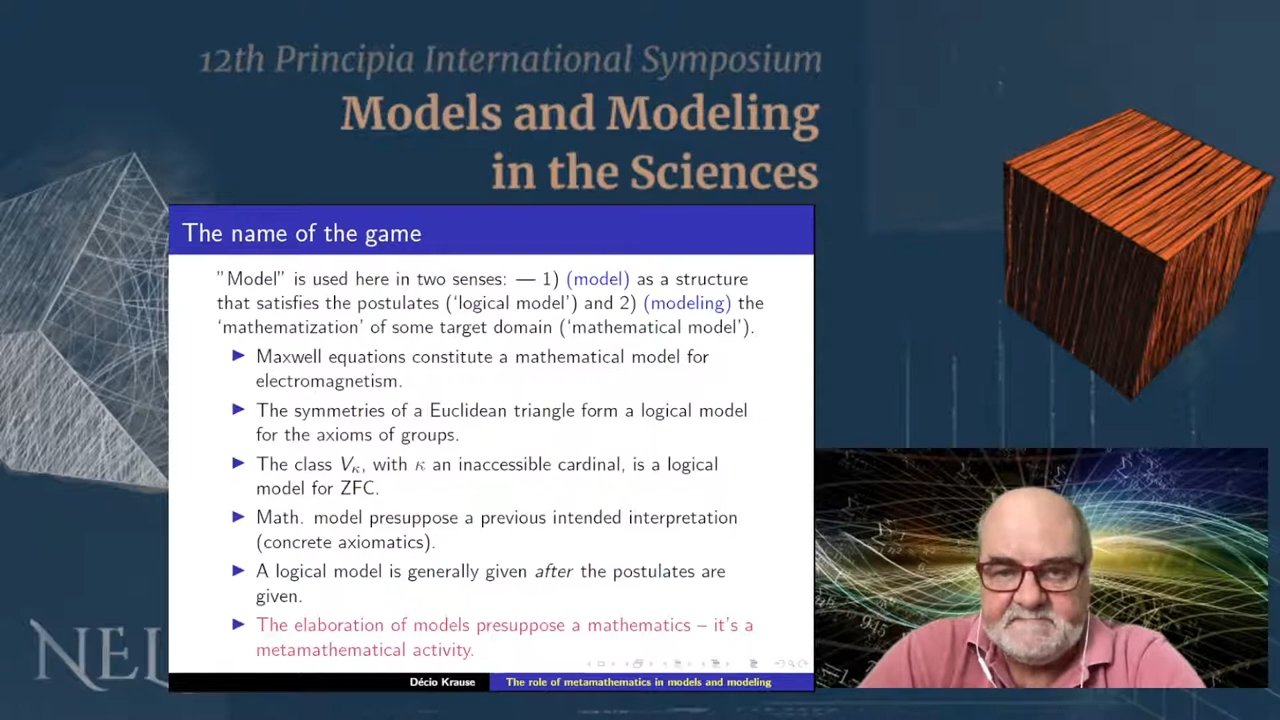 12th Principia International Symposium
Models and Modeling
in the Sciences
The name of the game
"Model" is used here in two senses: — 1) (model) as a structure
that satisfies the postulates ('logical model') and 2) (modeling) the
'mathematization' of some target domain ('mathematical model').
▶ Maxwell equations constitute a mathematical model for
electromagnetism.
▶ The symmetries of a Euclidean triangle form a logical model
for the axioms of groups.
▶ The class Vκ, with κ an inaccessible cardinal, is a logical
model for ZFC.
▶ Math. model presuppose a previous intended interpretation
(concrete axiomatics).
▶ A logical model is generally given after the postulates are
given.
▶ The elaboration of models presuppose a mathematics – it's a
metamathematical activity.
Décio Krause
The role of metamathematics in models and modeling
NEL